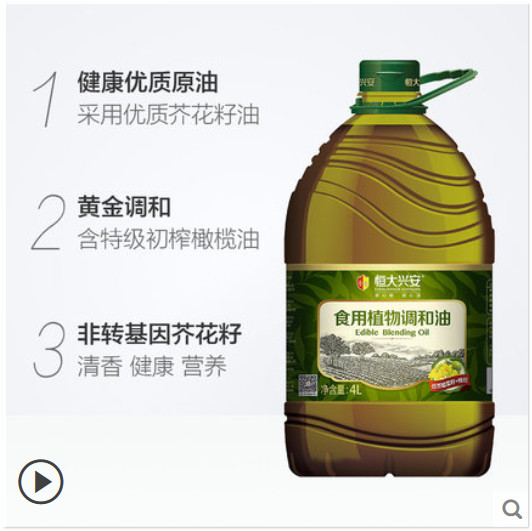 1
健康优质原油
采用优质芥花籽油
2
黄金调和
含特级初榨橄榄油
3
非转基因芥花籽
清香 健康 营养
恒大兴安
恒大
恒大兴安
食用植物调和油
Edible Blending Oil
净含量:4L